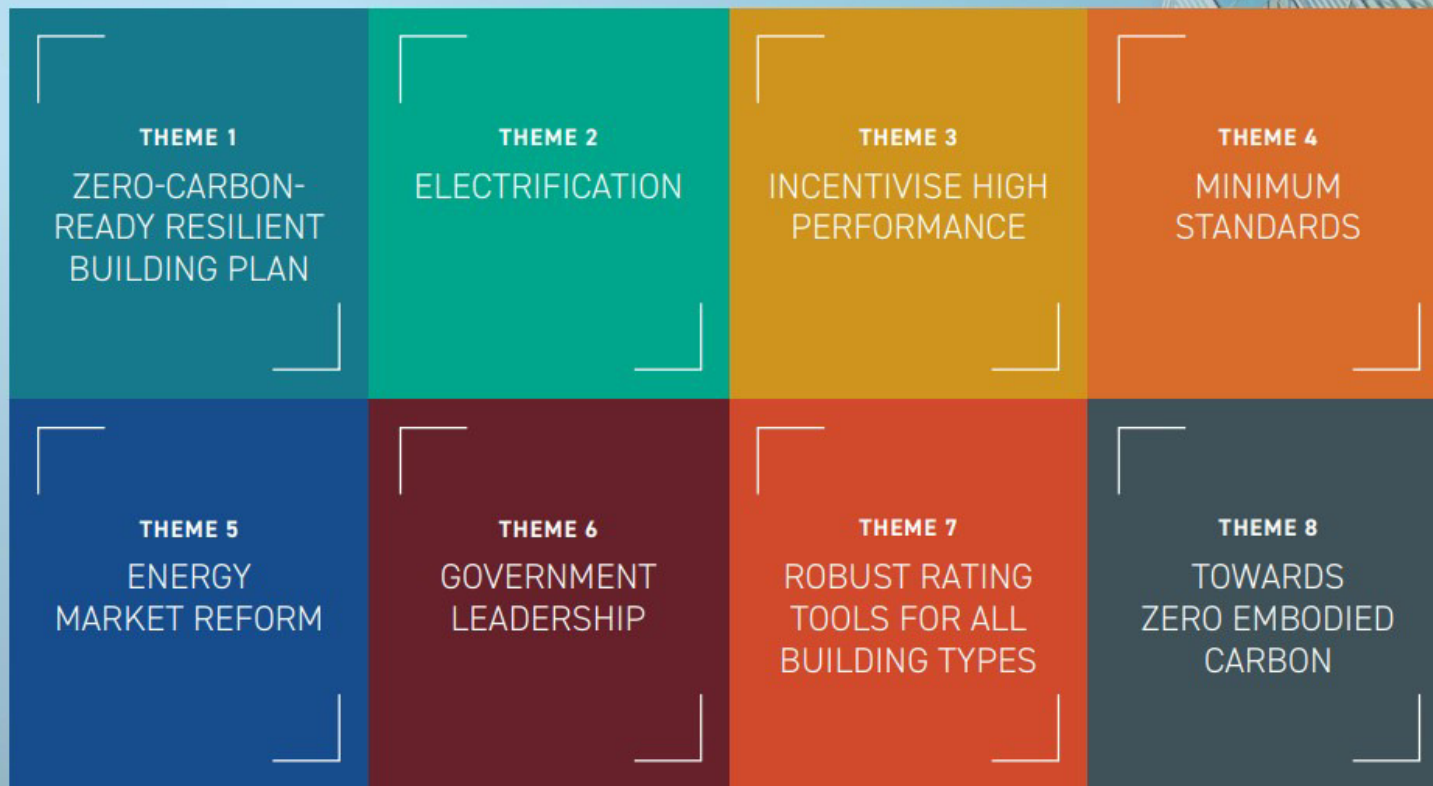 THEME 1
ZERO-CARBON-
READY RESILIENT
BUILDING PLAN
THEME 2
ELECTRIFICATION
THEME 3
INCENTIVISE HIGH
PERFORMANCE
THEME 4
MINIMUM
STANDARDS
THEME 5
ENERGY
MARKET REFORM
THEME 6
GOVERNMENT
LEADERSHIP
THEME 7
ROBUST RATING
TOOLS FOR ALL
BUILDING TYPES
THEME 8
TOWARDS
ZERO EMBODIED
CARBON